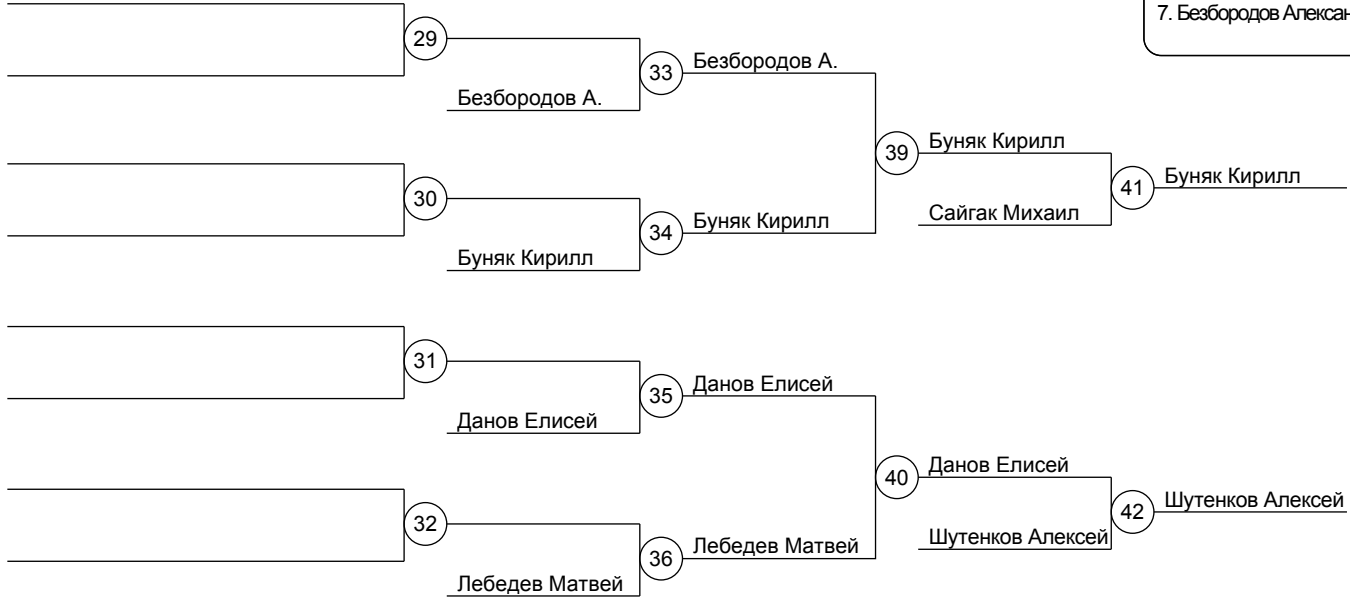 7. Безбородов Алексан
29
33
Безбородов А.
Безбородов А.
39
Буняк Кирилл
41
Буняк Кирилл
30
34
Буняк Кирилл
Сайгак Михаил
Буняк Кирилл
31
35
Данов Елисей
Данов Елисей
40
Данов Елисей
42
Шутенков Алексей
32
36
Лебедев Матвей
Шутенков Алексей
Лебедев Матвей